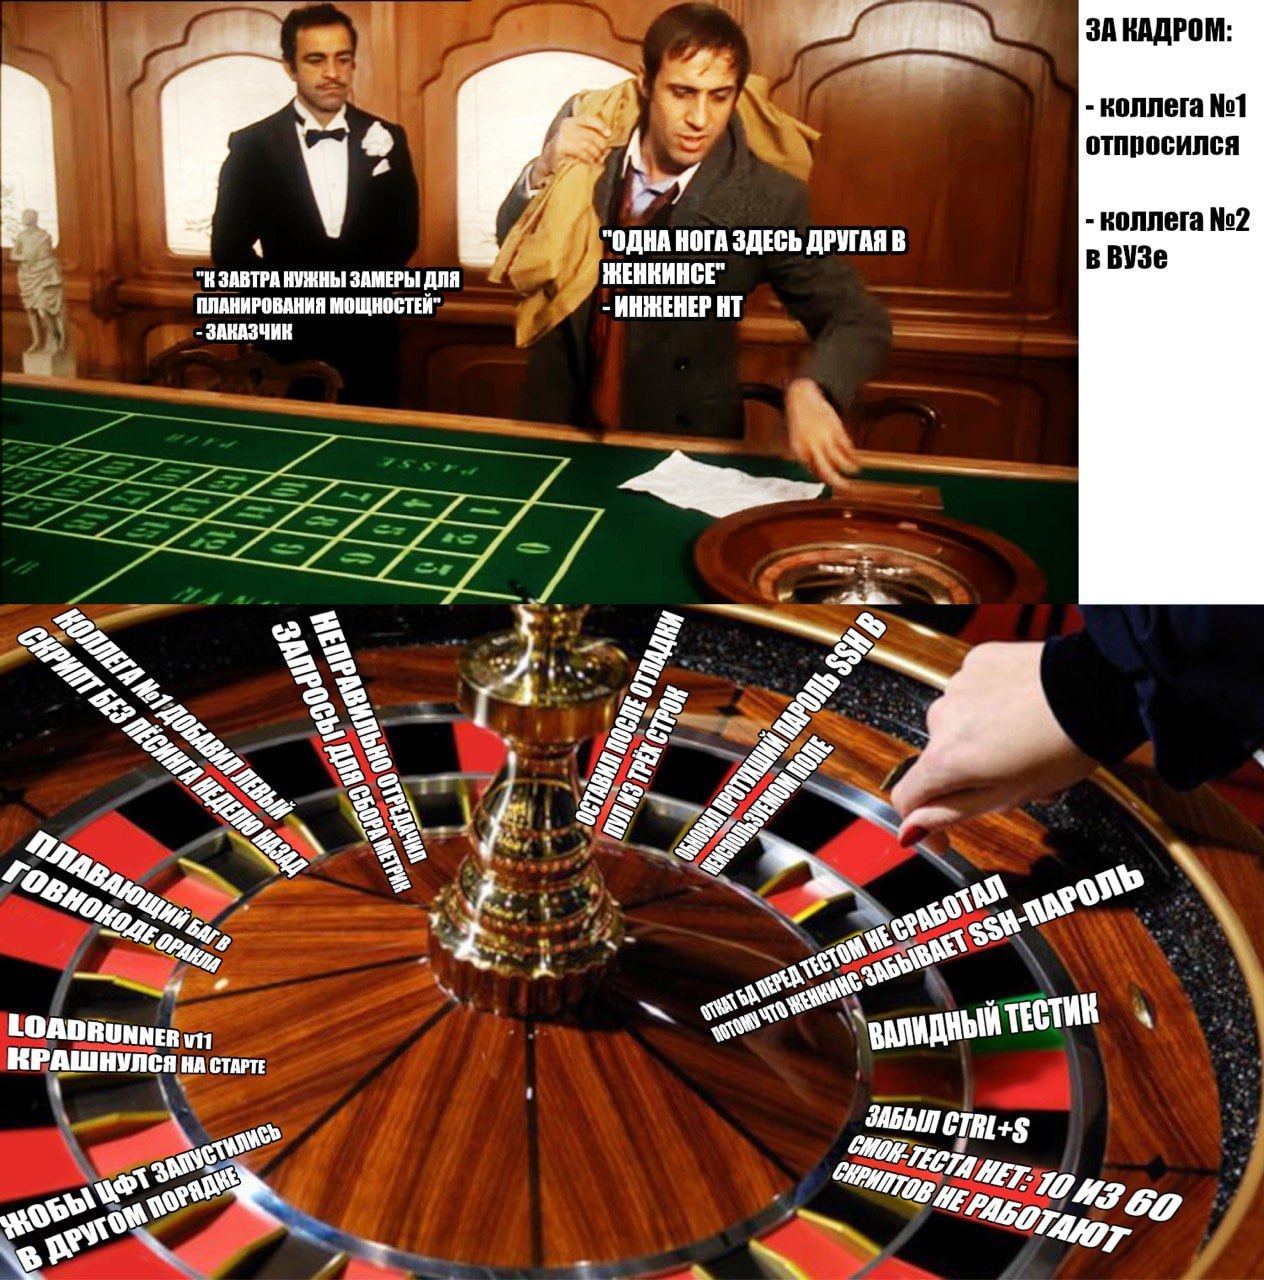 ЗА КАДРОМ:
- коллега №1
отпросился
- коллега №2
в ВУЗе
"ОДНА НОГА ЗДЕСЬ ДРУГАЯ В
ЖЕНКИНСЕ"
- ИНЖЕНЕР НТ
"К ЗАВТРА НУЖНЫ ЗАМЕРЫ ДЛЯ
ПЛАНИРОВАНИЯ МОЩНОСТЕЙ"
- ЗАКАЗЧИК
PAIR
PASSE
КОЛЛЕГА №1 ДОБАВИЛ ЛЕВЫЙ
СКРИПТ БЕЗ ПЕСИНГА НЕДЕЛЮ НАЗАД
НЕПРАВИЛЬНО ОТРЕДАЧИЛ
ЗАПРОСЫ ДЛЯ СБОРА МЕТРИК
ОСТАВИЛ ПОСЛЕ ОТЛАДКИ
ПУЛ ИЗ ТРЁХ СТРОК
ОБНОВИЛ ПРОТУХШИЙ ПАРОЛЬ SSH В
НЕИСПОЛЬЗУЕМОМ ПОЛЕ
ПЛАВАЮЩИЙ БАГ В
ГОВНОКОДЕ ОРАКЛА
ОТКАТ БД ПЕРЕД ТЕСТОМ НЕ СРАБОТАЛ
ПОТОМУ ЧТО ЖЕНКИНС ЗАБЫВАЕТ SSH-ПАРОЛЬ
LOADRUNNER v11
КРАШНУЛСЯ НА СТАРТЕ
ВАЛИДНЫЙ ТЕСТИК
ЖОБЫ ЦФТ ЗАПУСТИЛИСЬ
В ДРУГОМ ПОРЯДКЕ
ЗАБЫЛ CTRL+S
СМОК-ТЕСТА НЕТ: 10 ИЗ 60
СКРИПТОВ НЕ РАБОТАЮТ